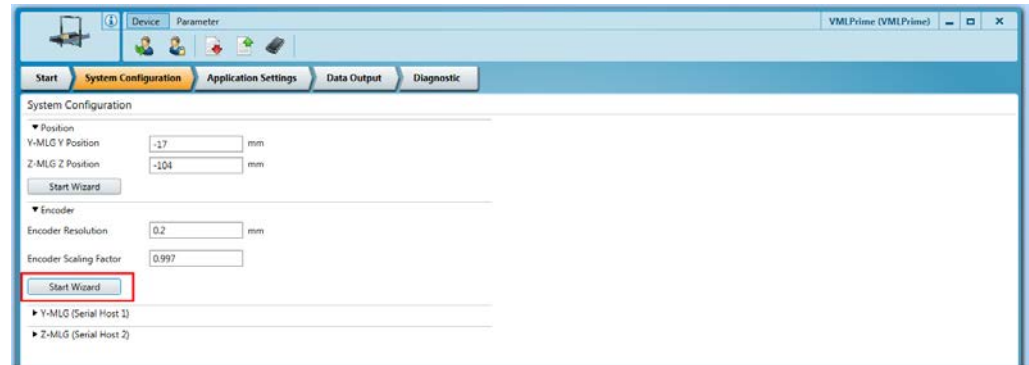 Device Parameter VMLPrime (VMLPrime)
Start System Configuration Application Settings Data Output Diagnostic
System Configuration
Position
Y-MLG Y Position -17 mm
Z-MLG Z Position -104 mm
Start Wizard
Encoder
Encoder Resolution 0.2 mm
Encoder Scaling Factor 0.997
Start Wizard
Y-MLG (Serial Host 1)
Z-MLG (Serial Host 2)